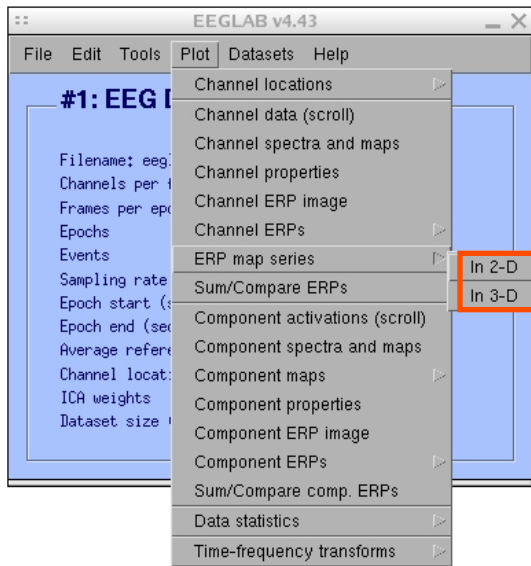 EEGLAB v4.43
File Edit Tools Plot Datasets Help
#1: EEG
Filename: eeg
Channels per
Frames per
Epochs
Events
Sampling rate
Epoch start
Epoch end
Average
Channel
ICA weights
Dataset size
Channel locations
Channel data (scroll)
Channel spectra and maps
Channel properties
Channel ERP image
Channel ERPs
ERP map series
Sum/Compare ERPs
Component activations (scroll)
Component spectra and maps
Component maps
Component properties
Component ERP image
Component ERPs
Sum/Compare comp. ERPs
Data statistics
Time-frequency transforms
In 2-D
In 3-D